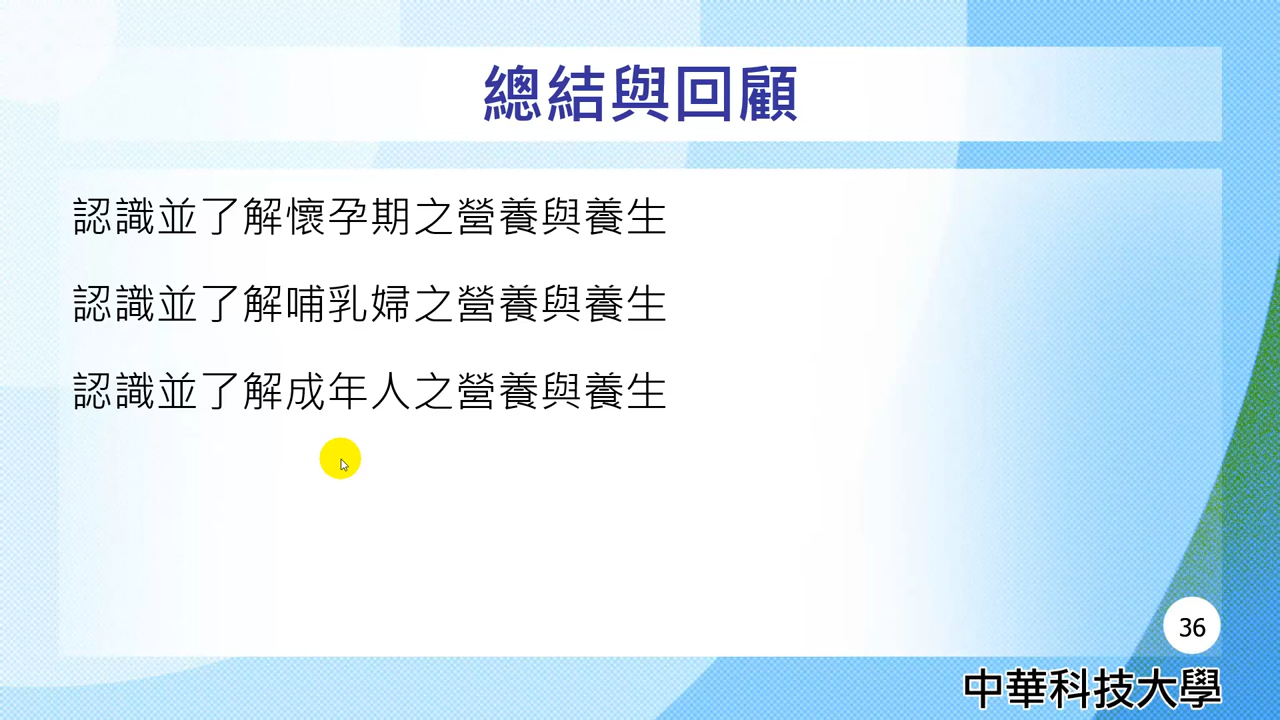 總結與回顧
認識並了解懷孕期之營養與養生
認識並了解哺乳婦之營養與養生
認識並了解成年人之營養與養生
36
中華科技大學